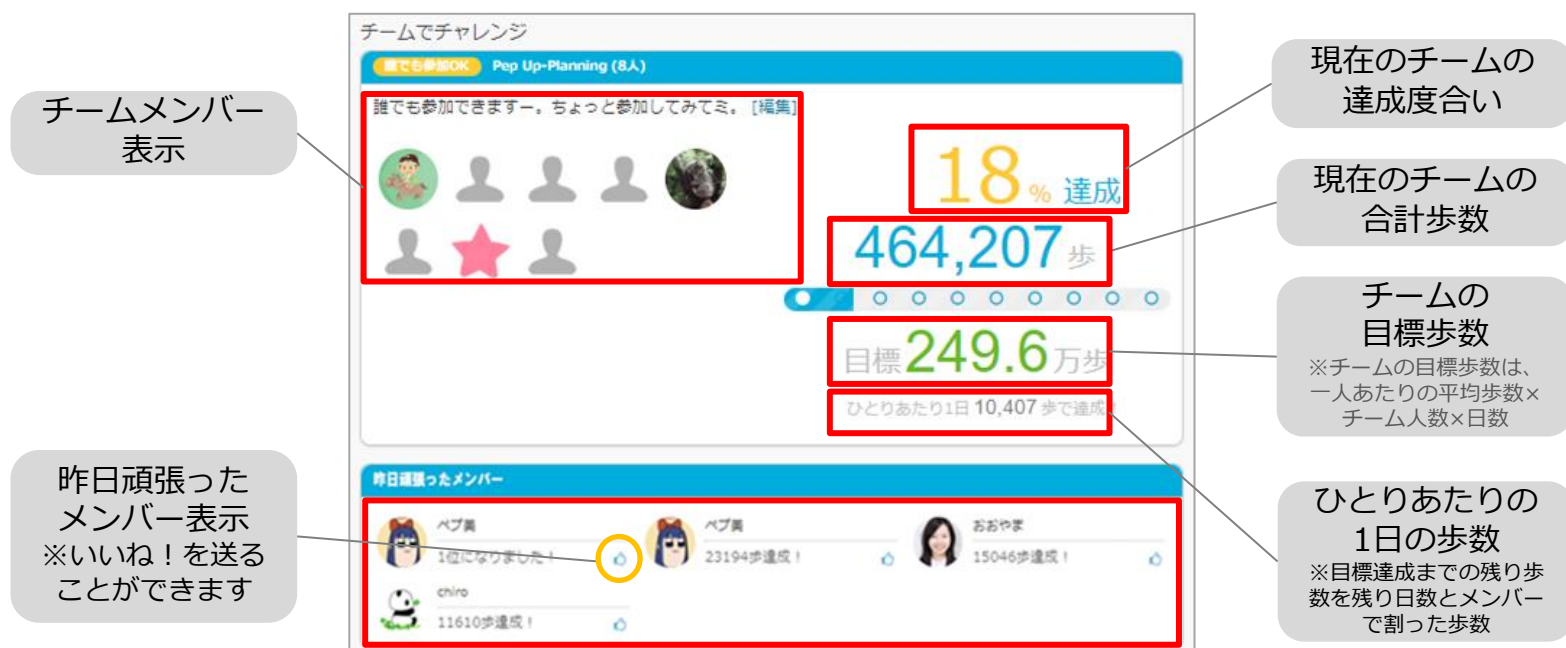 チームでチャレンジ
誰でも参加OK Pep Up-Planning (8人)
誰でも参加できますー。ちょっと参加してみてミ。 [編集]
チームメンバー
表示
18% 達成
464,207 歩
目標249.6万歩
ひとりあたり1日 10,407 歩で達成!
現在のチームの
達成度合い
現在のチームの
合計歩数
チームの
目標歩数
※チームの目標歩数は、
一人あたりの平均歩数×
チーム人数×日数
昨日頑張ったメンバー
ペプ美
1位になりました!
ペプ美
23194歩達成!
おおやま
15046歩達成!
chiro
11610歩達成!
昨日頑張った
メンバー表示
※いいね!を送る
ことができます
ひとりあたりの
1日の歩数
※目標達成までの残り歩
数を残り日数とメンバー
で割った歩数